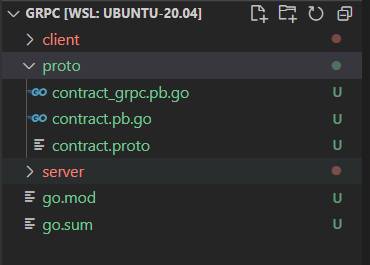 GRPC [WSL: UBUNTU-20.04]
client
proto
contract_grpc.pb.go U
contract.pb.go U
contract.proto U
server
go.mod U
go.sum U